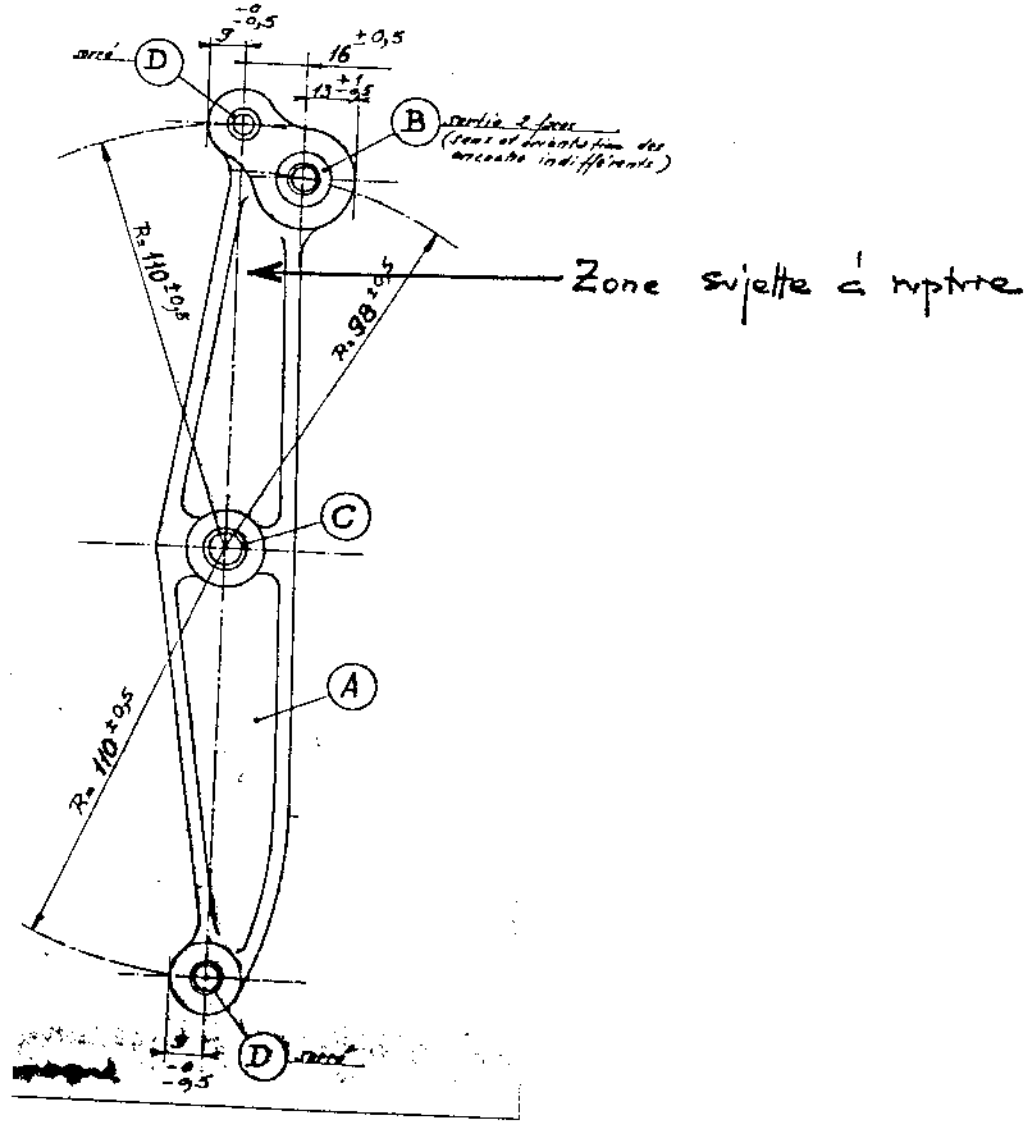 -0
-0,5
9
16 ± 0,5
serré D
13 +1 -0,5
B sertie 2 faces
(sens et orientation des
encoche indifférents)
R= 110 ±0,5
R= 98 ±0,5
Zone sujette à rupture
C
A
R= 110 ±0,5
9
-0
-0,5
D serré